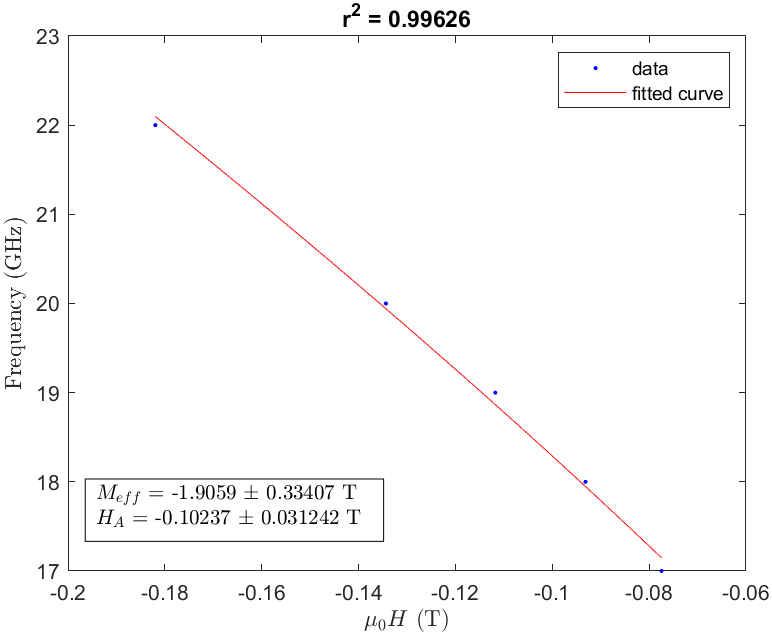 r² = 0.99626
23
22
21
20
19
18
17
Frequency (GHz)
data
fitted curve
M_eff = -1.9059 ± 0.33407 T
H_A = -0.10237 ± 0.031242 T
-0.2
-0.18
-0.16
-0.14
-0.12
-0.1
-0.08
-0.06
μ₀H (T)